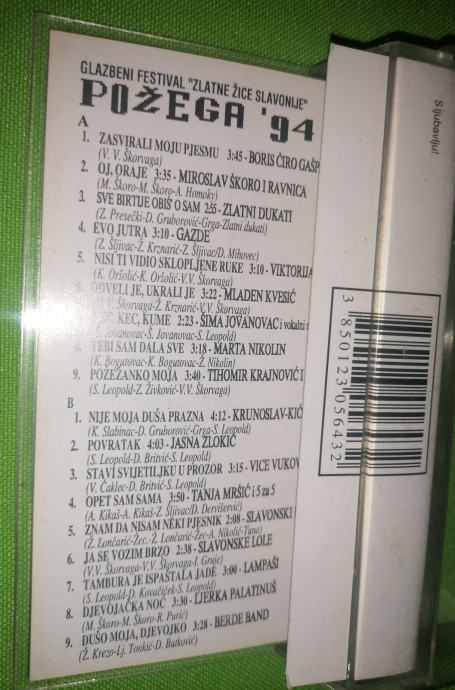 GLAZBENI FESTIVAL "ZLATNE ŽICE SLAVONIJE"
POŽEGA '94
A
1. ZASVIRALI MOJU PJESMU 3:45 - BORIS ĆIRO GAŠP
(V. V. Škorvaga)
2. OJ, ORAJE 3:35 - MIROSLAV ŠKORO I RAVNICA
(M. Škoro-M. Škoro-A. Homoky)
3. SVE BIRTIJE OBIŠ'O SAM 2:55 - ZLATNI DUKATI
(Z. Presečki-D. Gruborović-Grga-Zlatni dukati)
4. EVO JUTRA 3:10 - GAZDE
(Z. Šljivac-Ž. Krznarić-Z. Šljivac/D. Mihovec)
5. NISI TI VIDIO SKLOPLJENE RUKE 3:10 - VIKTORIJA
(K. Oršolić-K. Oršolić-V.V. Škorvaga)
ODVELI JE, UKRALI JE 3:22 - MLADEN KVESIĆ
V. Škorvaga-Ž. Krznarić-V.V. Škorvaga)
KEC, KUME 2:23 - SIMA JOVANOVAC i vokalni
Jovanovac-Š. Jovanovac-S. Leopold)
TEBI SAM DALA SVE 3:18 - MARTA NIKOLIN
(K. Bogutovac-K. Bogutovac-Ž. Nikolin)
9. POŽEŽANKO MOJA 3:40 - TIHOMIR KRAJNOVIĆ I
(S. Leopold-Z. Živković-V.V. Škorvaga)
B
1. NIJE MOJA DUŠA PRAZNA 4:12 - KRUNOSLAV-KIĆ
(K. Slabinac-D. Gruborović-Grga-S. Leopold)
2. POVRATAK 4:03 - JASNA ZLOKIĆ
(S. Leopold-D. Britvić-S. Leopold)
3. STAVI SVIJETILJKU U PROZOR 3:15 - VICE VUKOV
(V. Čaklec-D. Britvić-S. Leopold)
4. OPET SAM SAMA 3:50 - TANJA MRŠIĆ i 5 za 5
(A. Kikaš-A. Kikaš-Z. Šljivac/D. Dervišević)
5. ZNAM DA NISAM NEKI PJESNIK 2:08 - SLAVONSKI
(Ž. Lončarić-Žec.-Ž. Lončarić-Žec-A. Nikolić-Tuna)
6. JA SE VOZIM BRZO 2:38 - SLAVONSKE LOLE
(V.V. Škorvaga-V.V. Škorvaga-I. Gruje)
7. TAMBURA JE ISPAŠTALA JADE 3:00 - LAMPAŠI
(S. Leopold-D. Kovačiček-S. Leopold)
8. DJEVOJAČKA NOĆ 3:30 - LJERKA PALATINUŠ
(M. Škoro-M. Škoro-R. Purić)
9. DUŠO MOJA, DJEVOJKO 3:28 - BERDE BAND
(Ž. Krezo-Lj. Tonkić-D. Butković)
S ljubavlju!
3 850123 056432